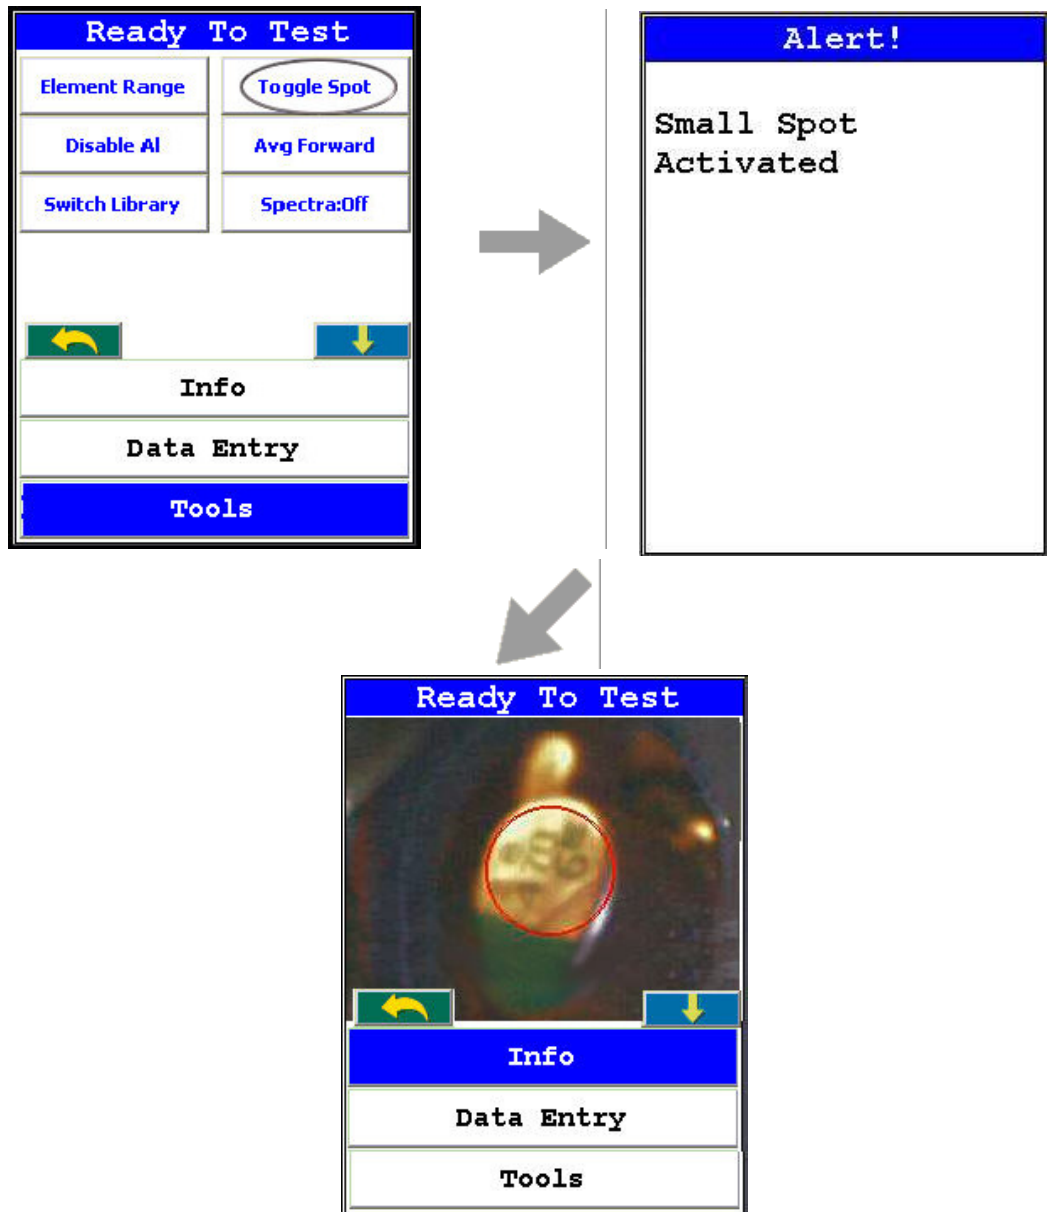 Ready To Test
Element Range
Toggle Spot
Disable Al
Avg Forward
Switch Library
Spectra:Off
Info
Data Entry
Tools
Alert!
Small Spot
Activated
Ready To Test
Info
Data Entry
Tools